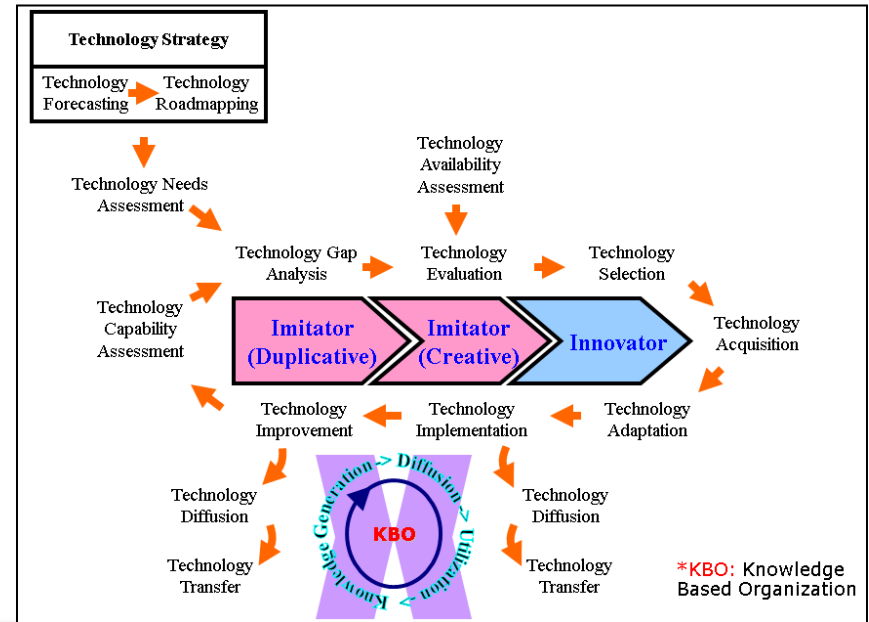 Technology Strategy
Technology
Forecasting
Technology
Roadmapping
Technology Needs
Assessment
Technology
Availability
Assessment
Technology Gap
Analysis
Technology
Evaluation
Technology
Selection
Technology
Capability
Assessment
Imitator
(Duplicative)
Imitator
(Creative)
Innovator
Technology
Acquisition
Technology
Improvement
Technology
Implementation
Technology
Adaptation
Technology
Diffusion
Technology
Transfer
Knowledge Generation -> Diffusion -> Utilization ->
KBO
Technology
Diffusion
Technology
Transfer
*KBO: Knowledge
Based Organization